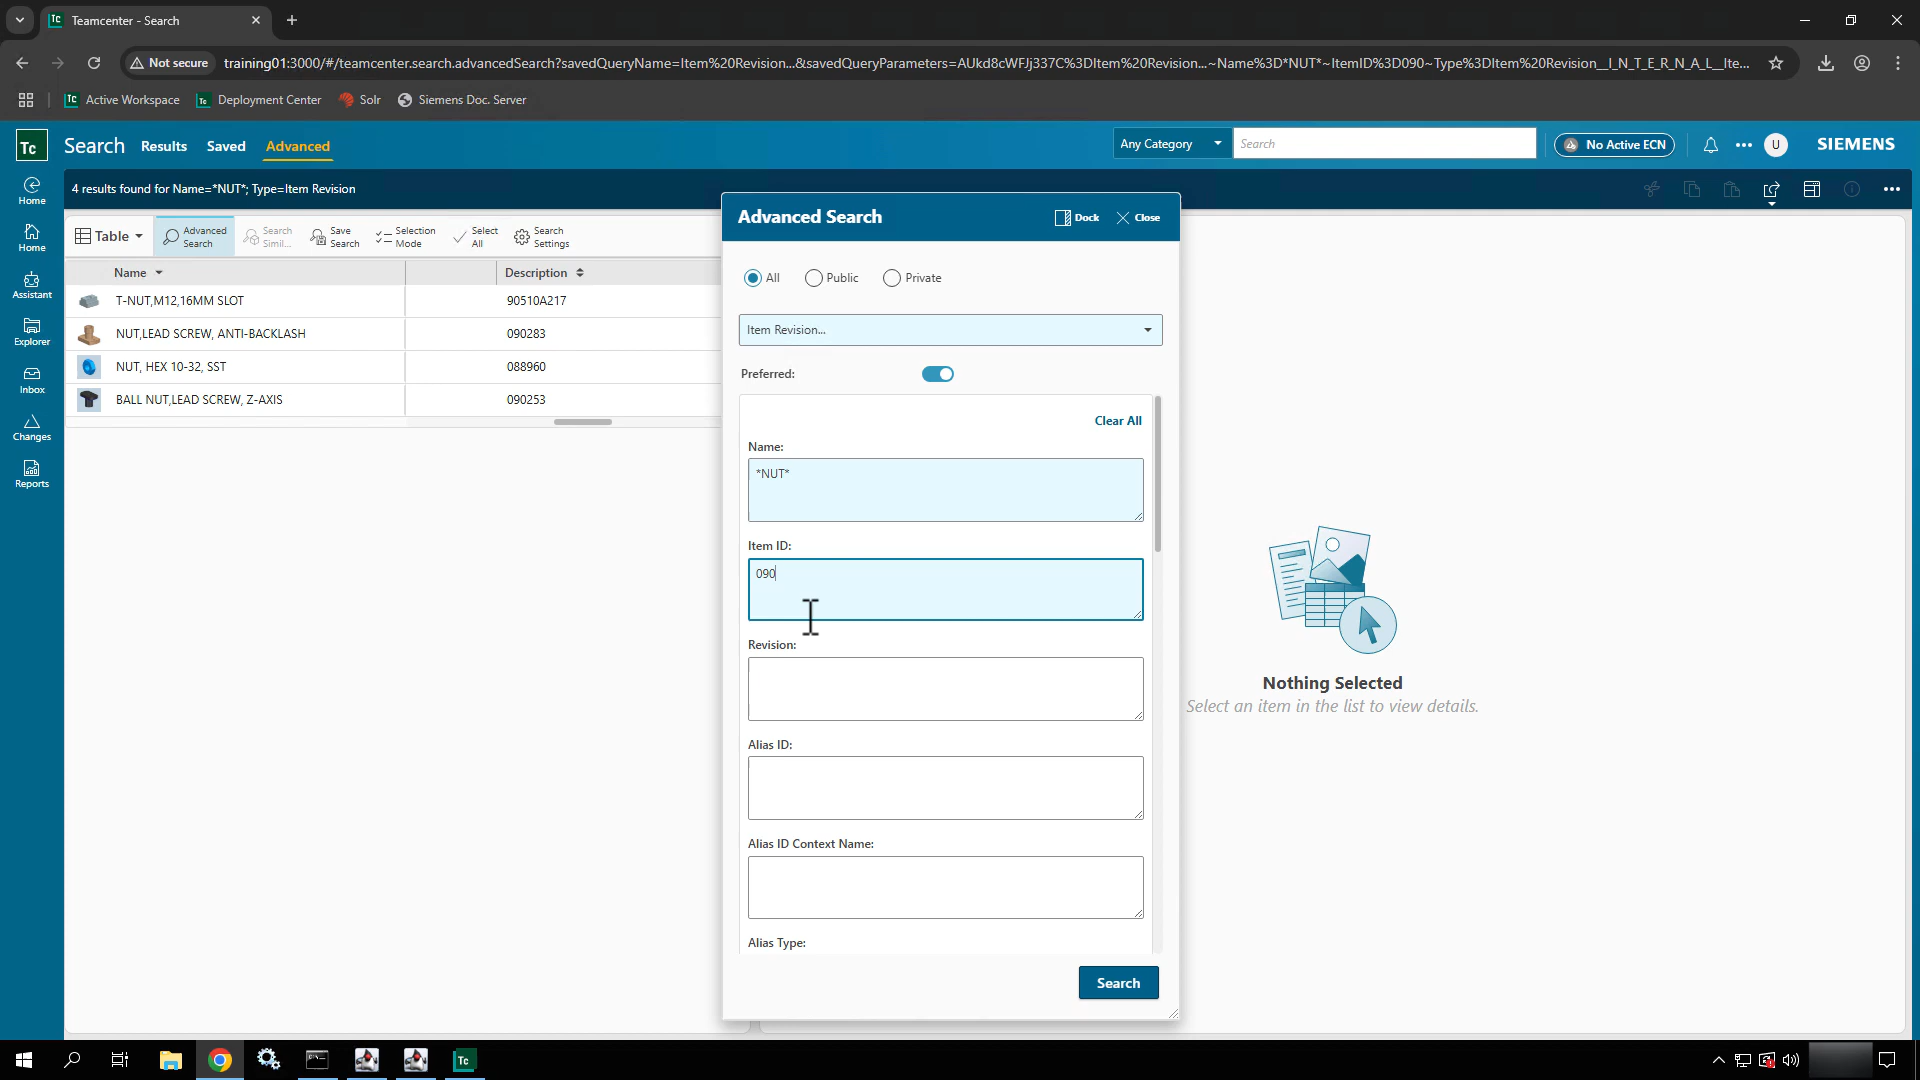 Teamcenter - Search
Not secure
training01:3000/#/teamcenter.search.advancedSearch?savedQueryName=Item%20Revision...&savedQueryParameters=AUkd8cWFJj337C%3DItem%20Revision...~Name%3D*NUT*~ItemID%3D090~Type%3DItem%20Revision__I_N_T_E_R_N_A_L__Ite...
Active Workspace
Deployment Center
Solr
Siemens Doc. Server
Tc
Search
Results
Saved
Advanced
Any Category
Search
No Active ECN
U
SIEMENS
Home
Home
Assistant
Explorer
Inbox
Changes
Reports
4 results found for Name=*NUT*; Type=Item Revision
Table
Advanced Search
Search Simil...
Save Search
Selection Mode
Select All
Search Settings
Name
Description
T-NUT,M12,16MM SLOT
90510A217
NUT,LEAD SCREW, ANTI-BACKLASH
090283
NUT, HEX 10-32, SST
088960
BALL NUT,LEAD SCREW, Z-AXIS
090253
Advanced Search
Dock
Close
All
Public
Private
Item Revision...
Preferred:
Clear All
Name:
*NUT*
Item ID:
090
Revision:
Alias ID:
Alias ID Context Name:
Alias Type:
Search
Nothing Selected
Select an item in the list to view details.
Tc